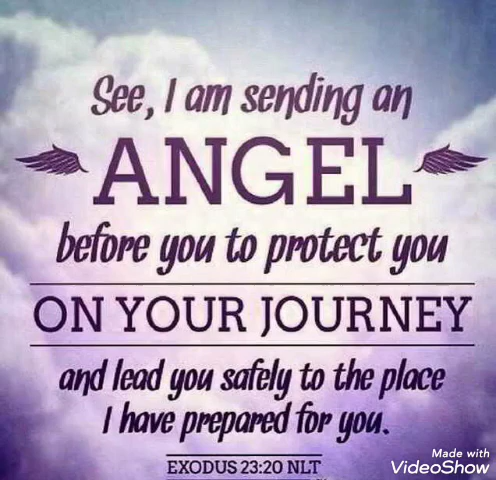 See, I am sending an
ANGEL
before you to protect you
ON YOUR JOURNEY
and lead you safely to the place
I have prepared for you.
EXODUS 23:20 NLT
Made with
VideoShow